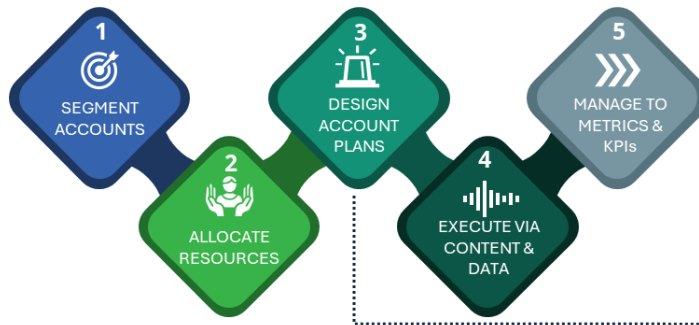 1
SEGMENT
ACCOUNTS
2
ALLOCATE
RESOURCES
3
DESIGN
ACCOUNT
PLANS
4
EXECUTE VIA
CONTENT &
DATA
5
MANAGE TO
METRICS &
KPIs